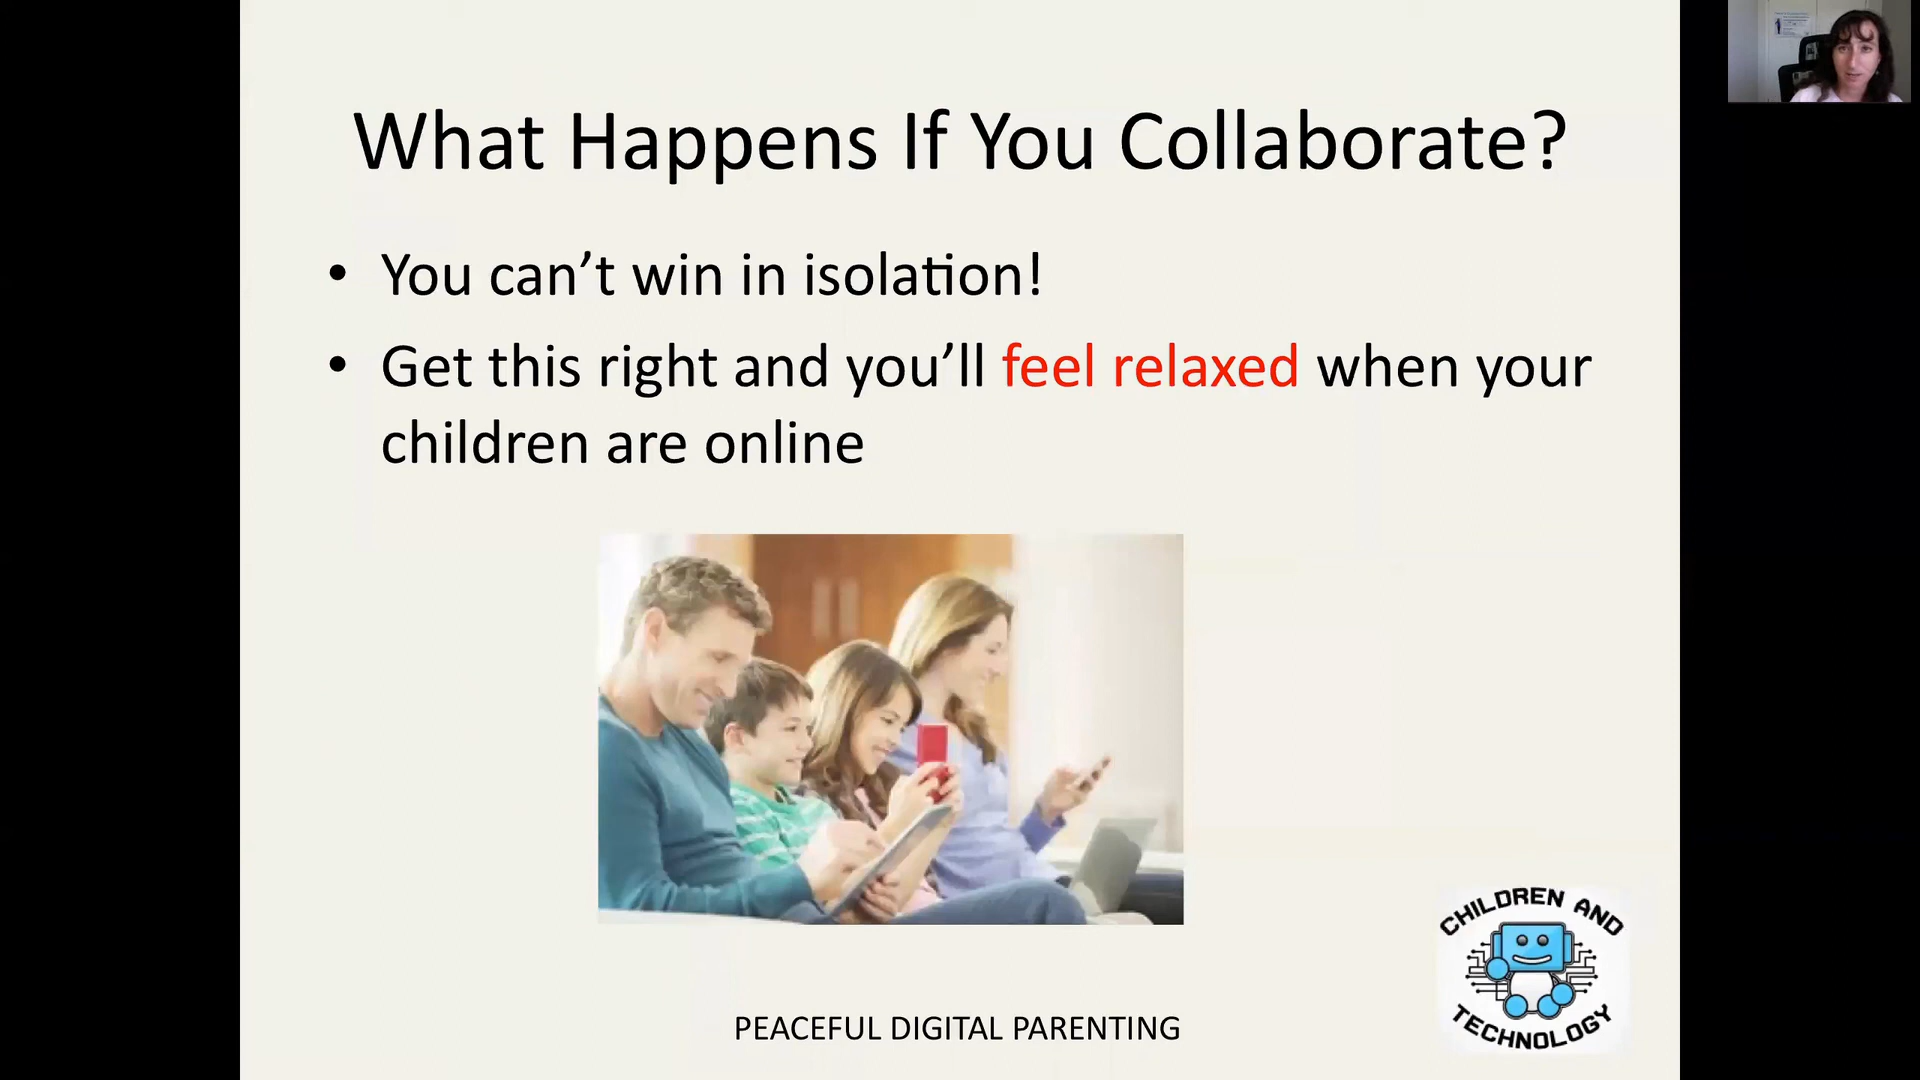 What Happens If You Collaborate?
• You can’t win in isolation!
• Get this right and you’ll feel relaxed when your
children are online
CHILDREN AND
TECHNOLOGY
PEACEFUL DIGITAL PARENTING